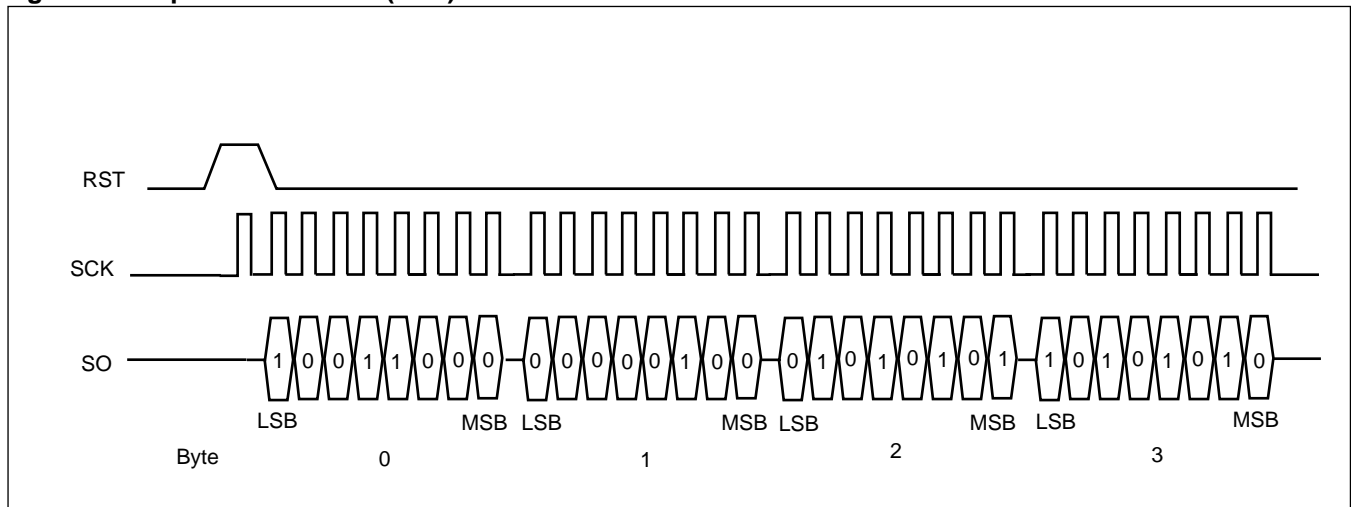 RST
SCK
SO 1 0 0 1 1 0 0 0 0 0 0 0 0 1 0 0 0 1 0 1 0 1 0 1 1 0 1 0 1 0 1 0
LSB MSB LSB MSB LSB MSB LSB MSB
Byte 0 1 2 3